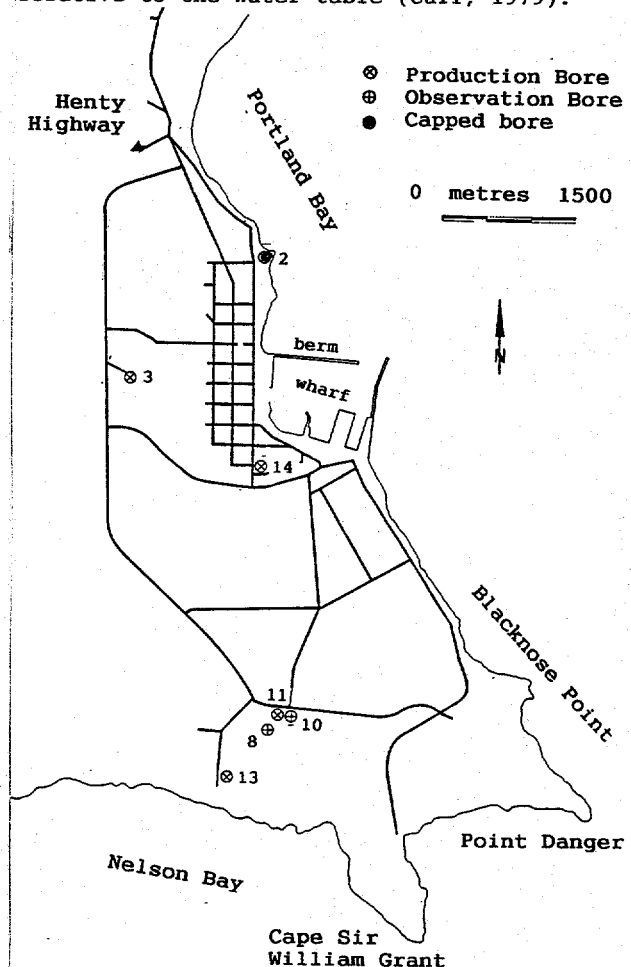 relative to the water table (Carr, 1979).
Production Bore
Observation Bore
Capped bore
Henty
Highway
Portland Bay
0 metres 1500
2
N
berm
wharf
3
14
Blacknose Point
11
10
8
13
Point Danger
Nelson Bay
Cape Sir
William Grant